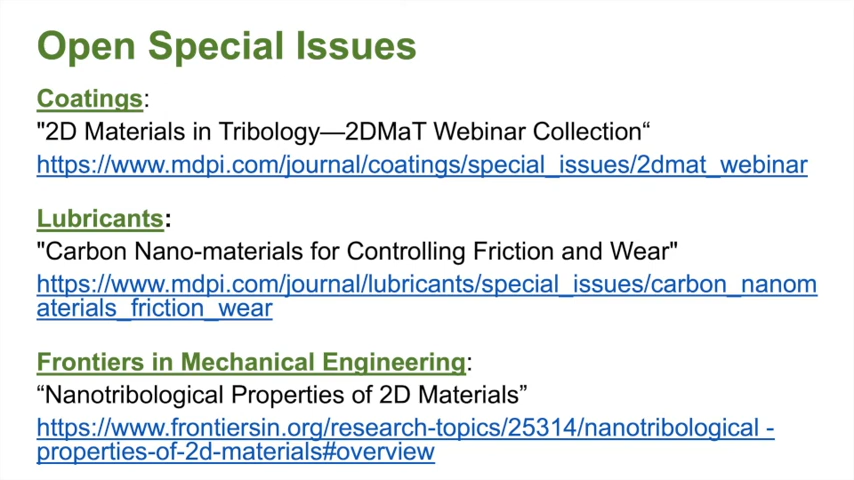 Open Special Issues
Coatings:
"2D Materials in Tribology—2DMaT Webinar Collection“
https://www.mdpi.com/journal/coatings/special_issues/2dmat_webinar
Lubricants:
"Carbon Nano-materials for Controlling Friction and Wear"
https://www.mdpi.com/journal/lubricants/special_issues/carbon_nanom
aterials_friction_wear
Frontiers in Mechanical Engineering:
“Nanotribological Properties of 2D Materials”
https://www.frontiersin.org/research-topics/25314/nanotribological -
properties-of-2d-materials#overview